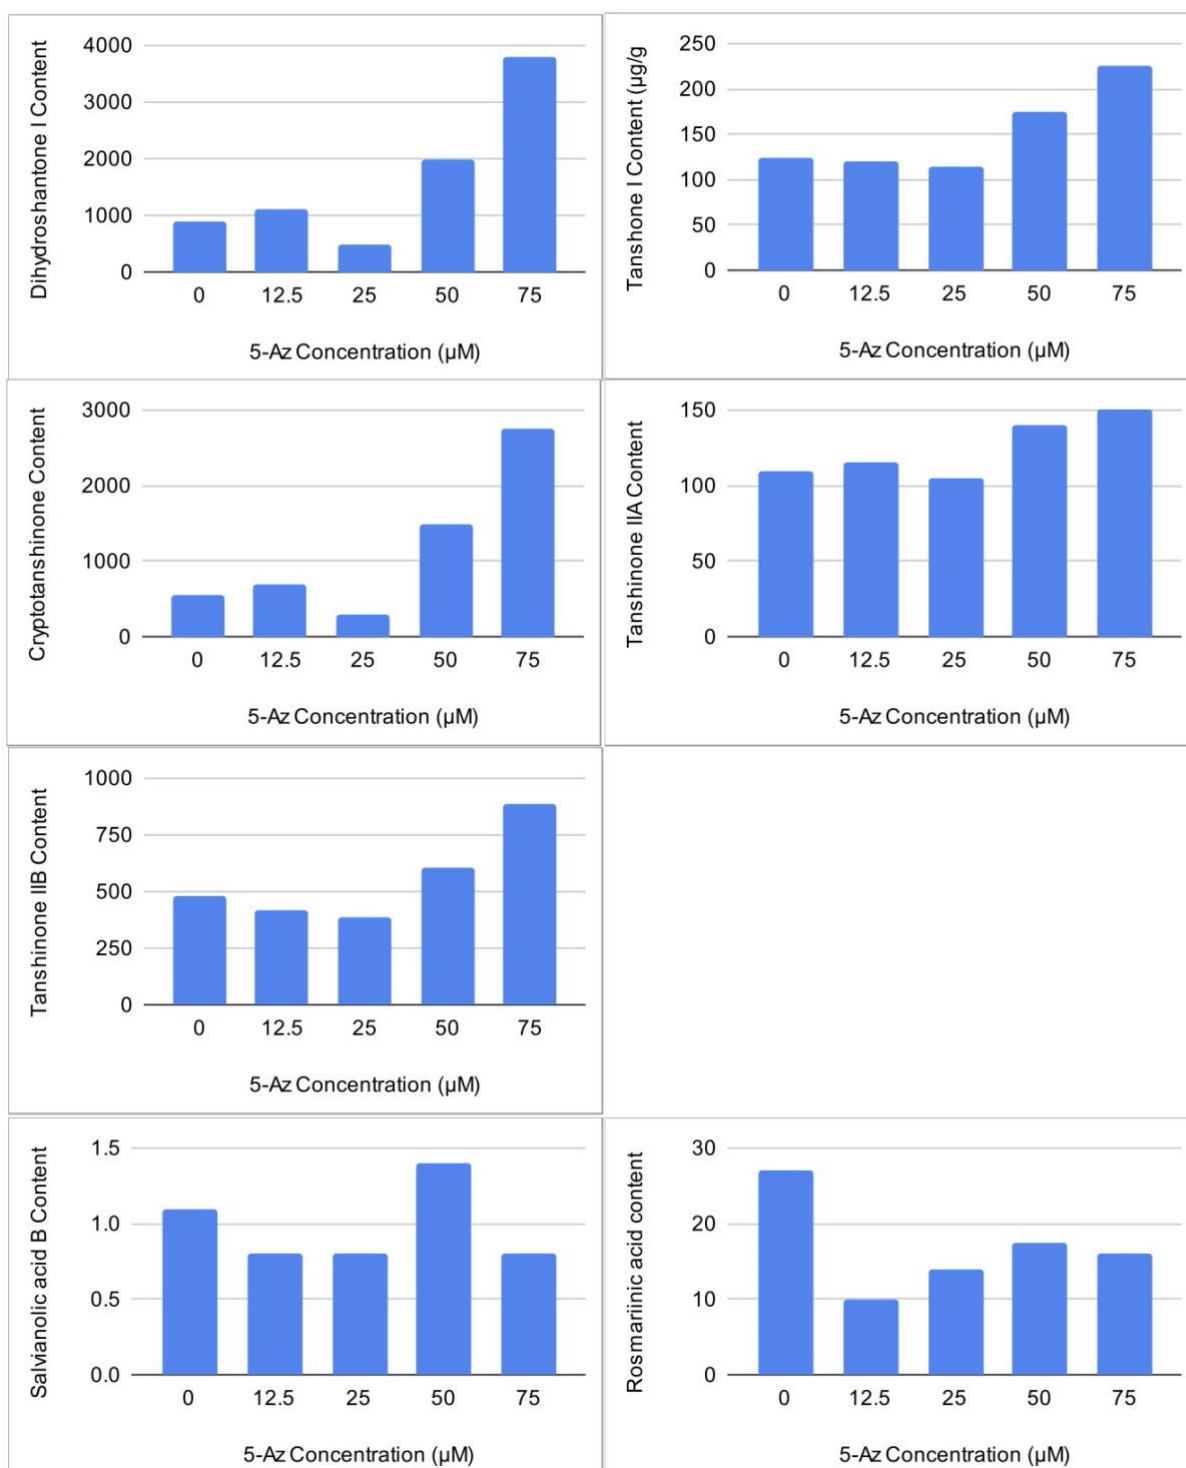 Dihydroshantone I Content
4000
3000
2000
1000
0
0 12.5 25 50 75
5-Az Concentration (µM)
Tanshone I Content (µg/g
250
200
150
100
50
0
0 12.5 25 50 75
5-Az Concentration (µM)
Cryptotanshinone Content
3000
2000
1000
0
0 12.5 25 50 75
5-Az Concentration (µM)
Tanshinone IIA Content
150
100
50
0
0 12.5 25 50 75
5-Az Concentration (µM)
Tanshinone IIB Content
1000
750
500
250
0
0 12.5 25 50 75
5-Az Concentration (µM)
Salvianolic acid B Content
1.5
1.0
0.5
0.0
0 12.5 25 50 75
5-Az Concentration (µM)
Rosmariinic acid content
30
20
10
0
0 12.5 25 50 75
5-Az Concentration (µM)